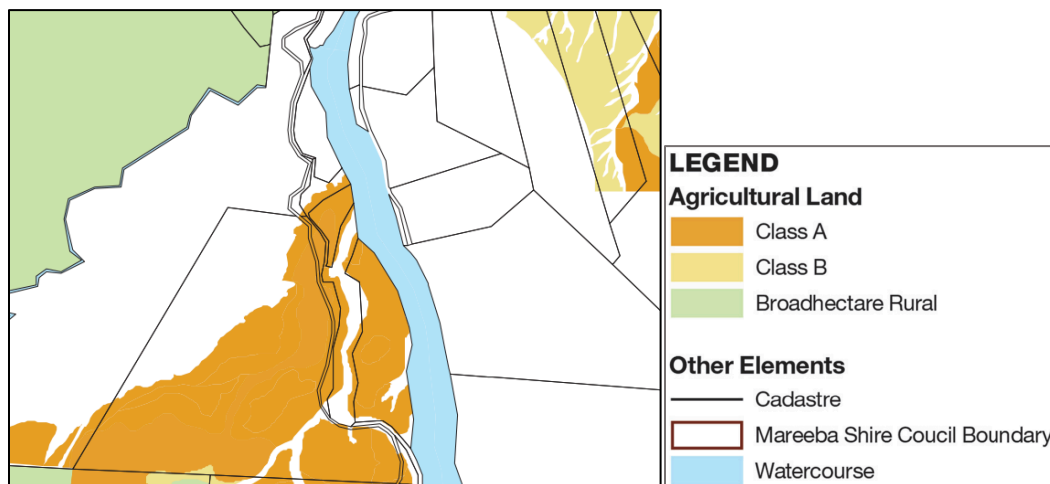 LEGEND
Agricultural Land
Class A
Class B
Broadhectare Rural
Other Elements
Cadastre
Mareeba Shire Coucil Boundary
Watercourse